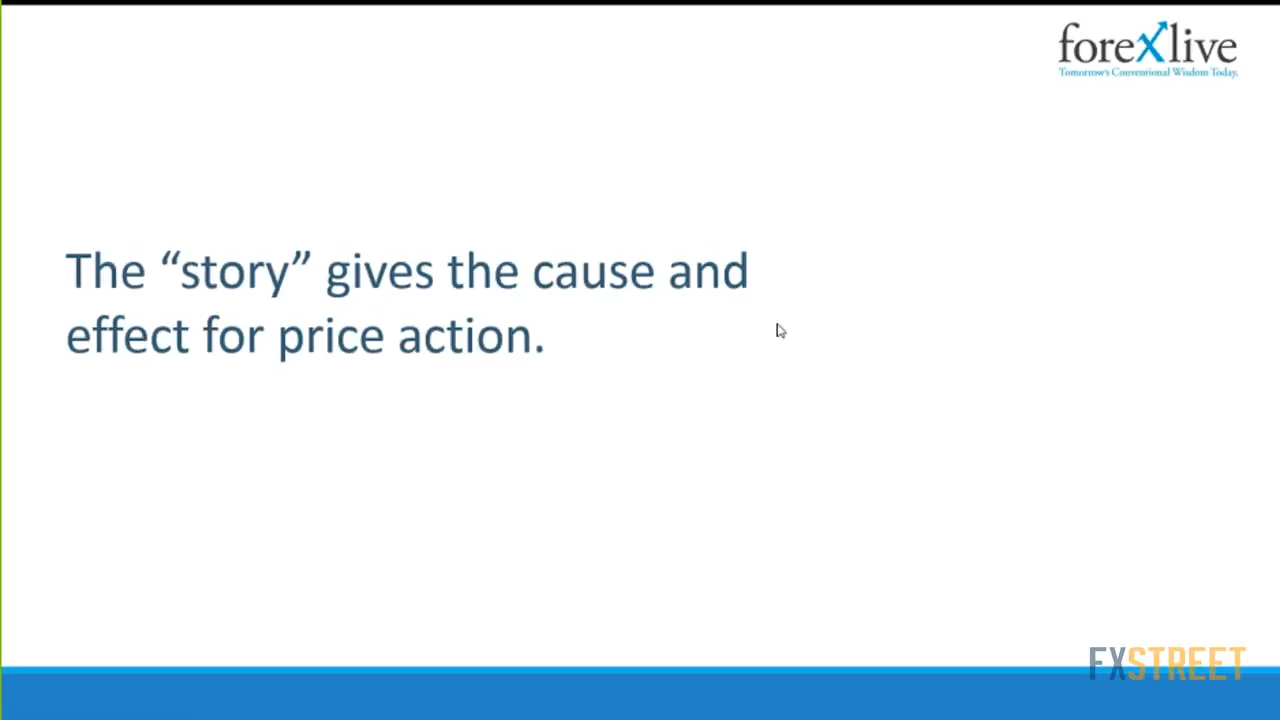 forexlive
Tomorrow's Conventional Wisdom Today.
The “story” gives the cause and
effect for price action.
FXSTREET